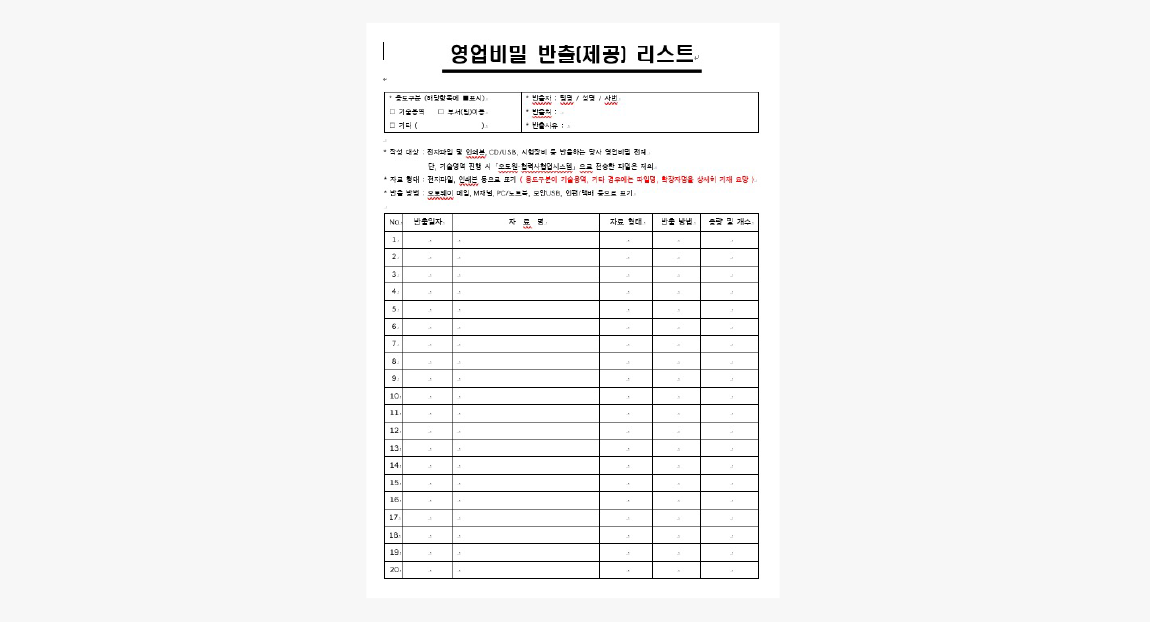 영업비밀 반출(제공) 리스트
* 용도구분 (해당항목에 ■표시)
□ 기술용역 □ 부서(팀)이동
□ 기타 ( )
* 반출자 : 팀명 / 성명 / 사번
* 반출처 :
* 반출사유 :
* 작성 대상 : 전자파일 및 인쇄본, CD/USB, 시험장비 등 반출하는 당사 영업비밀 전체
단, 기술영역 진행 시 「오토원 협력사협업시스템」으로 전송한 파일은 제외
* 자료 형태 : 전자파일, 인쇄본 등으로 표기 ( 용도구분이 기술용역, 기타 경우에는 파일명, 확장자명을 상세히 기재 요망 )
* 반출 방법 : 오토웨이 메일, M채널, PC/노트북, 보안USB, 인편/택배 등으로 표기
No 반출일자 자 료 명 자료 형태 반출 방법 용량 및 개수
1
2
3
4
5
6
7
8
9
10
11
12
13
14
15
16
17
18
19
20